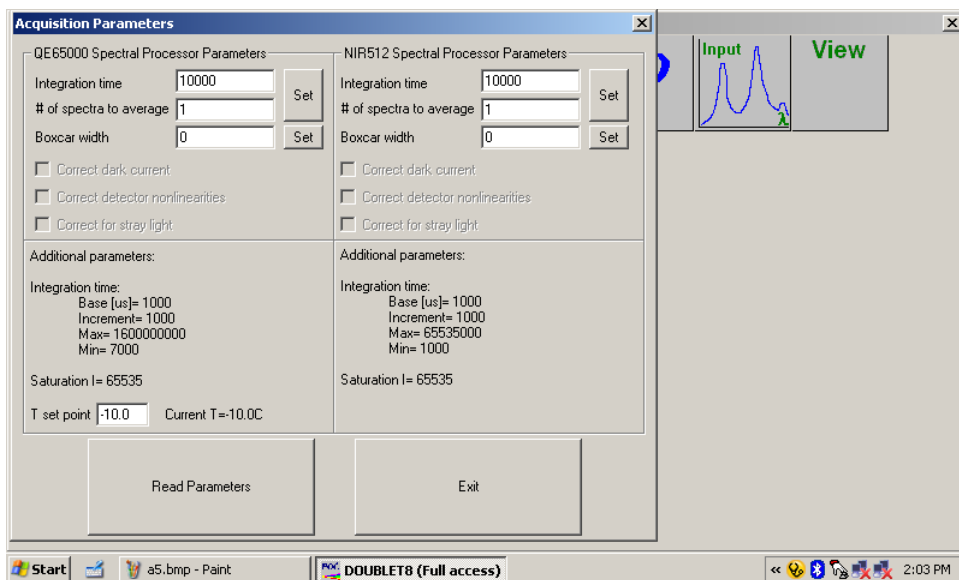 Acquisition Parameters
QE65000 Spectral Processor Parameters
Integration time 10000
Set
# of spectra to average 1
Boxcar width 0 Set
Correct dark current
Correct detector nonlinearities
Correct for stray light
Additional parameters:
Integration time:
Base [us]= 1000
Increment= 1000
Max= 1600000000
Min= 7000
Saturation I= 65535
T set point -10.0 Current T=-10.0C
NIR512 Spectral Processor Parameters
Integration time 10000
Set
# of spectra to average 1
Boxcar width 0 Set
Correct dark current
Correct detector nonlinearities
Correct for stray light
Additional parameters:
Integration time:
Base [us]= 1000
Increment= 1000
Max= 65535000
Min= 1000
Saturation I= 65535
Read Parameters Exit
Input
λ
View
Start a5.bmp - Paint DOUBLET8 (Full access) « 2:03 PM